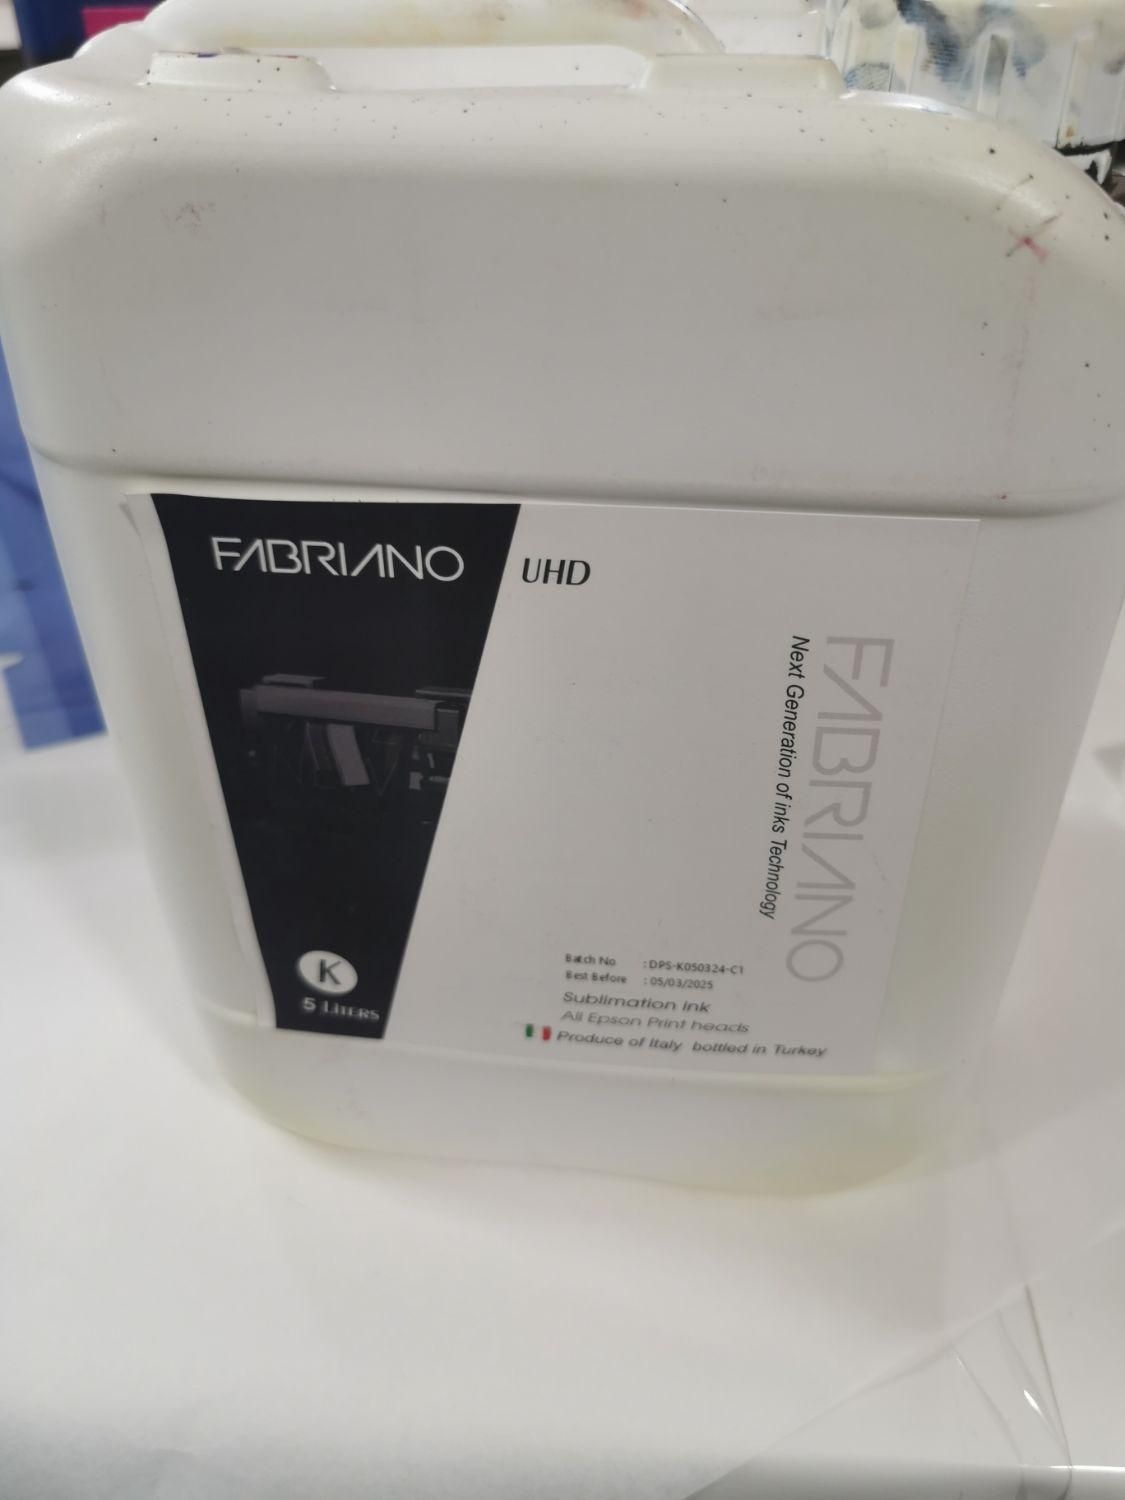 FABRIANO
UHD
FABRIANO
Next Generation of inks Technology
K
5 LITERS
Batch No : DPS-K050324-C1
Best Before : 05/03/2025
Sublimation ink
All Epson Print heads
Produce of Italy bottled in Turkey